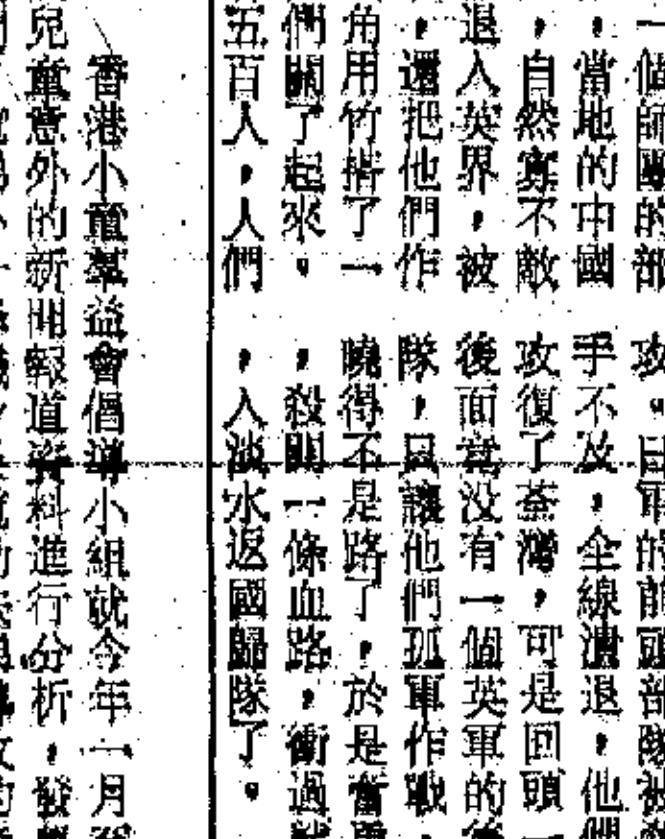 一個師團的部
，當地的中國
，自然寡不敵
退入英界，被
，還把他們作
角用竹搭了一
們關了起來。
五百人，人們
攻。日軍的前頭部隊被
手不及，全線潰退，他們
攻復了荃灣，可是回頭一
後面竟没有一個英軍的後
隊，只讓他們孤軍作戰，
曉得不是路了，於是奮
，殺開一條血路，衝過
，入淡水返國歸隊了。
香港小童羣益會倡導小組就今年一月至
兒童意外的新聞報道資料進行分析，發